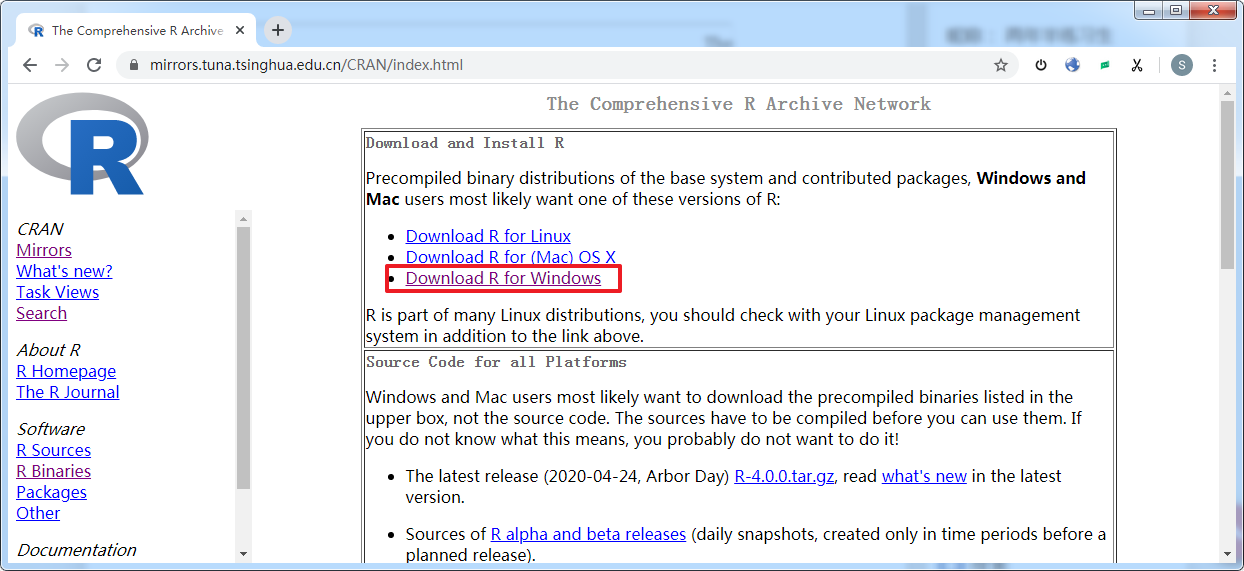 The Comprehensive R Archive
mirrors.tuna.tsinghua.edu.cn/CRAN/index.html
S
R
CRAN
Mirrors
What's new?
Task Views
Search
About R
R Homepage
The R Journal
Software
R Sources
R Binaries
Packages
Other
Documentation
The Comprehensive R Archive Network
Download and Install R
Precompiled binary distributions of the base system and contributed packages, Windows and
Mac users most likely want one of these versions of R:
Download R for Linux
Download R for (Mac) OS X
Download R for Windows
R is part of many Linux distributions, you should check with your Linux package management
system in addition to the link above.
Source Code for all Platforms
Windows and Mac users most likely want to download the precompiled binaries listed in the
upper box, not the source code. The sources have to be compiled before you can use them. If
you do not know what this means, you probably do not want to do it!
The latest release (2020-04-24, Arbor Day) R-4.0.0.tar.gz, read what's new in the latest
version.
Sources of R alpha and beta releases (daily snapshots, created only in time periods before a
planned release).